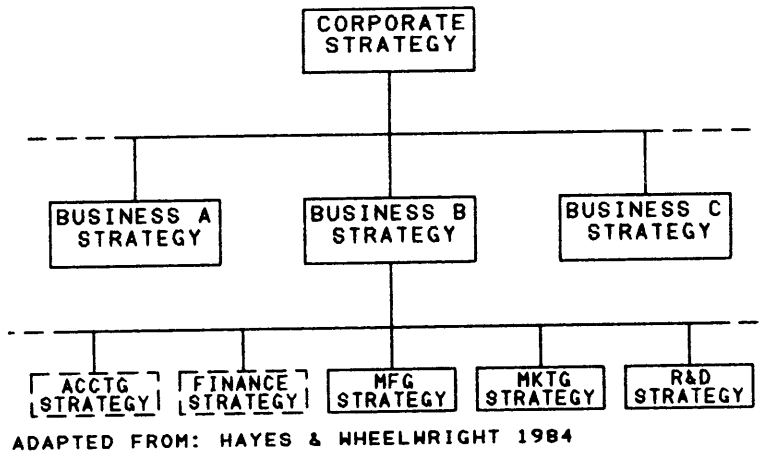 CORPORATE
STRATEGY
BUSINESS A
STRATEGY
BUSINESS B
STRATEGY
BUSINESS C
STRATEGY
ACCTG
STRATEGY
FINANCE
STRATEGY
MFG
STRATEGY
MKTG
STRATEGY
R&D
STRATEGY
ADAPTED FROM: HAYES & WHEELWRIGHT 1984